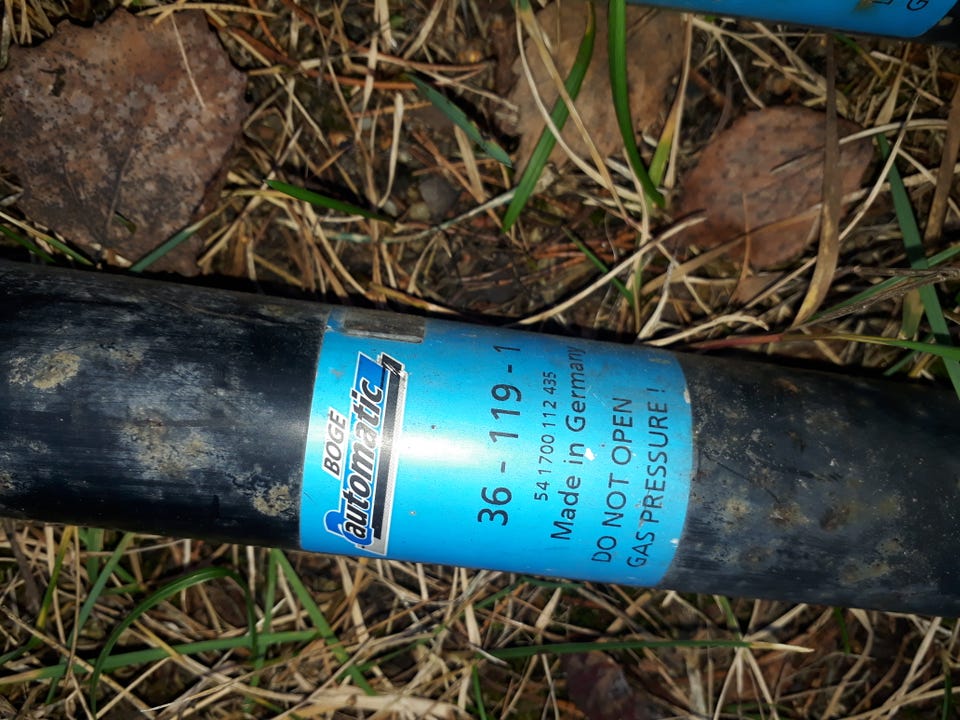 BOGE
automatic
36 - 119 - 1
54 1700 112 435
Made in Germany
DO NOT OPEN
GAS PRESSURE !